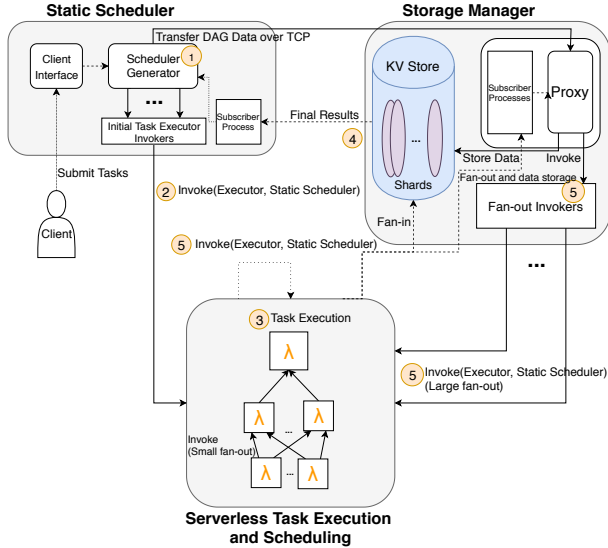 Static Scheduler
Storage Manager
Transfer DAG Data over TCP
Client
Interface
Scheduler
Generator
1
...
Initial Task Executor
Invokers
Subscriber
Process
Final Results
4
KV Store
...
Shards
Subscriber
Processes
Proxy
Store Data
Invoke
Fan-out and data storage
5
Fan-out Invokers
Submit Tasks
Client
2 Invoke(Executor, Static Scheduler)
Fan-in
5 Invoke(Executor, Static Scheduler)
...
3 Task Execution
λ
λ
...
λ
Invoke
(Small fan-out)
λ
...
λ
5 Invoke(Executor, Static Scheduler)
(Large fan-out)
Serverless Task Execution
and Scheduling